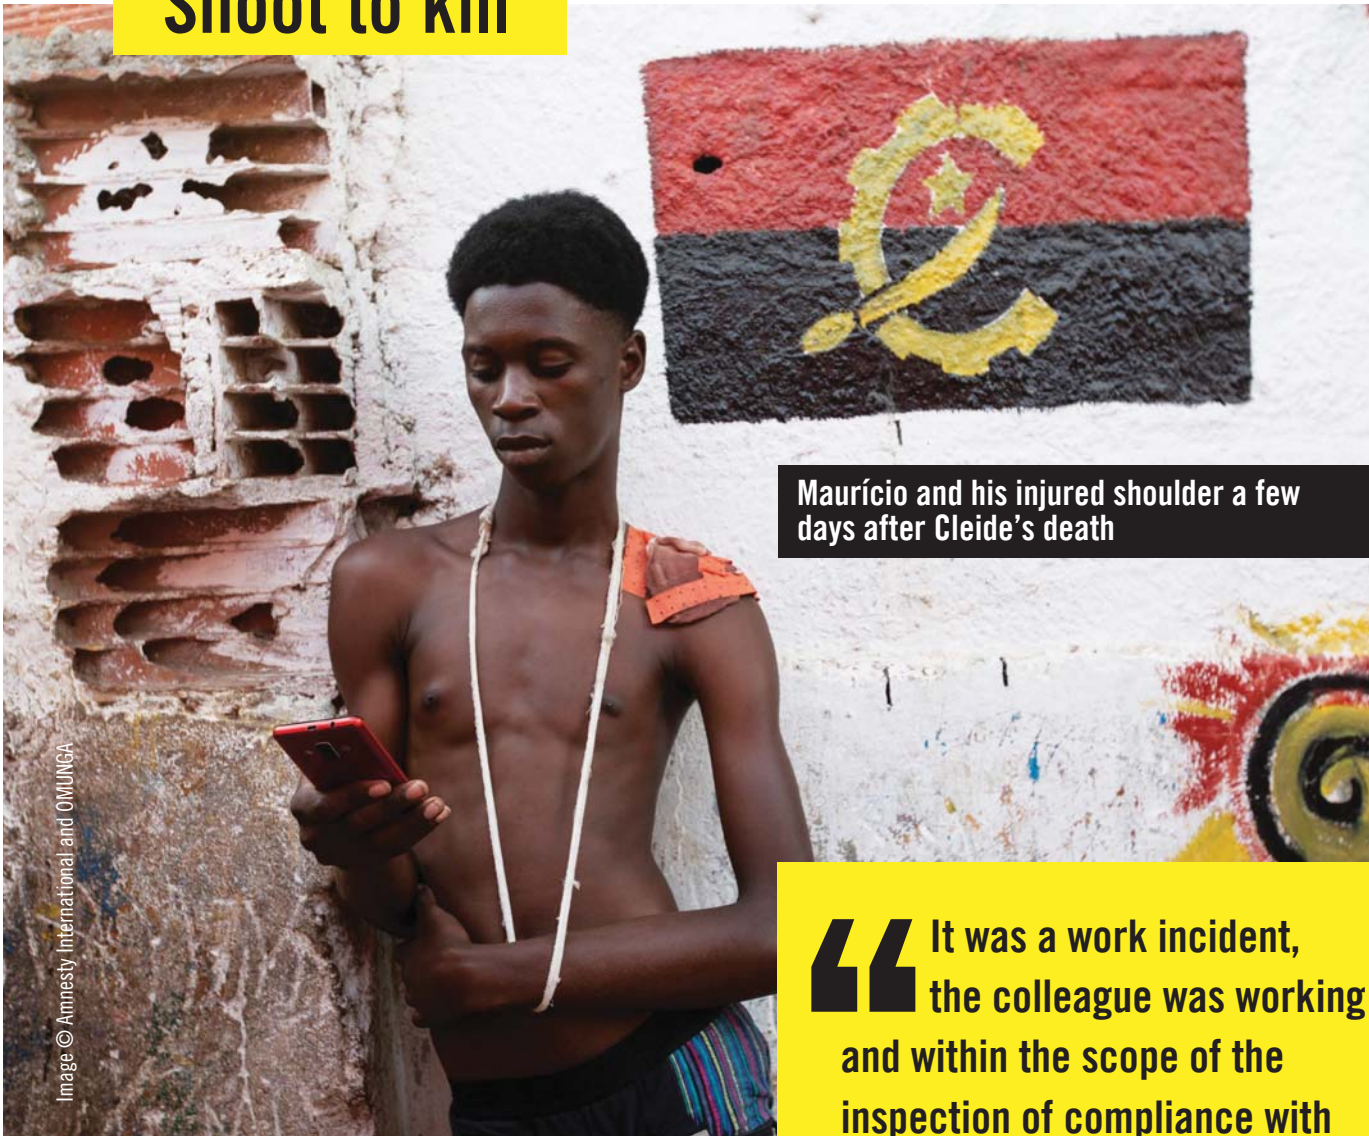 Shoot to kill
Maurício and his injured shoulder a few
days after Cleide’s death
Image © Amnesty International and OMUNGA
“It was a work incident,
the colleague was working
and within the scope of the
inspection of compliance with